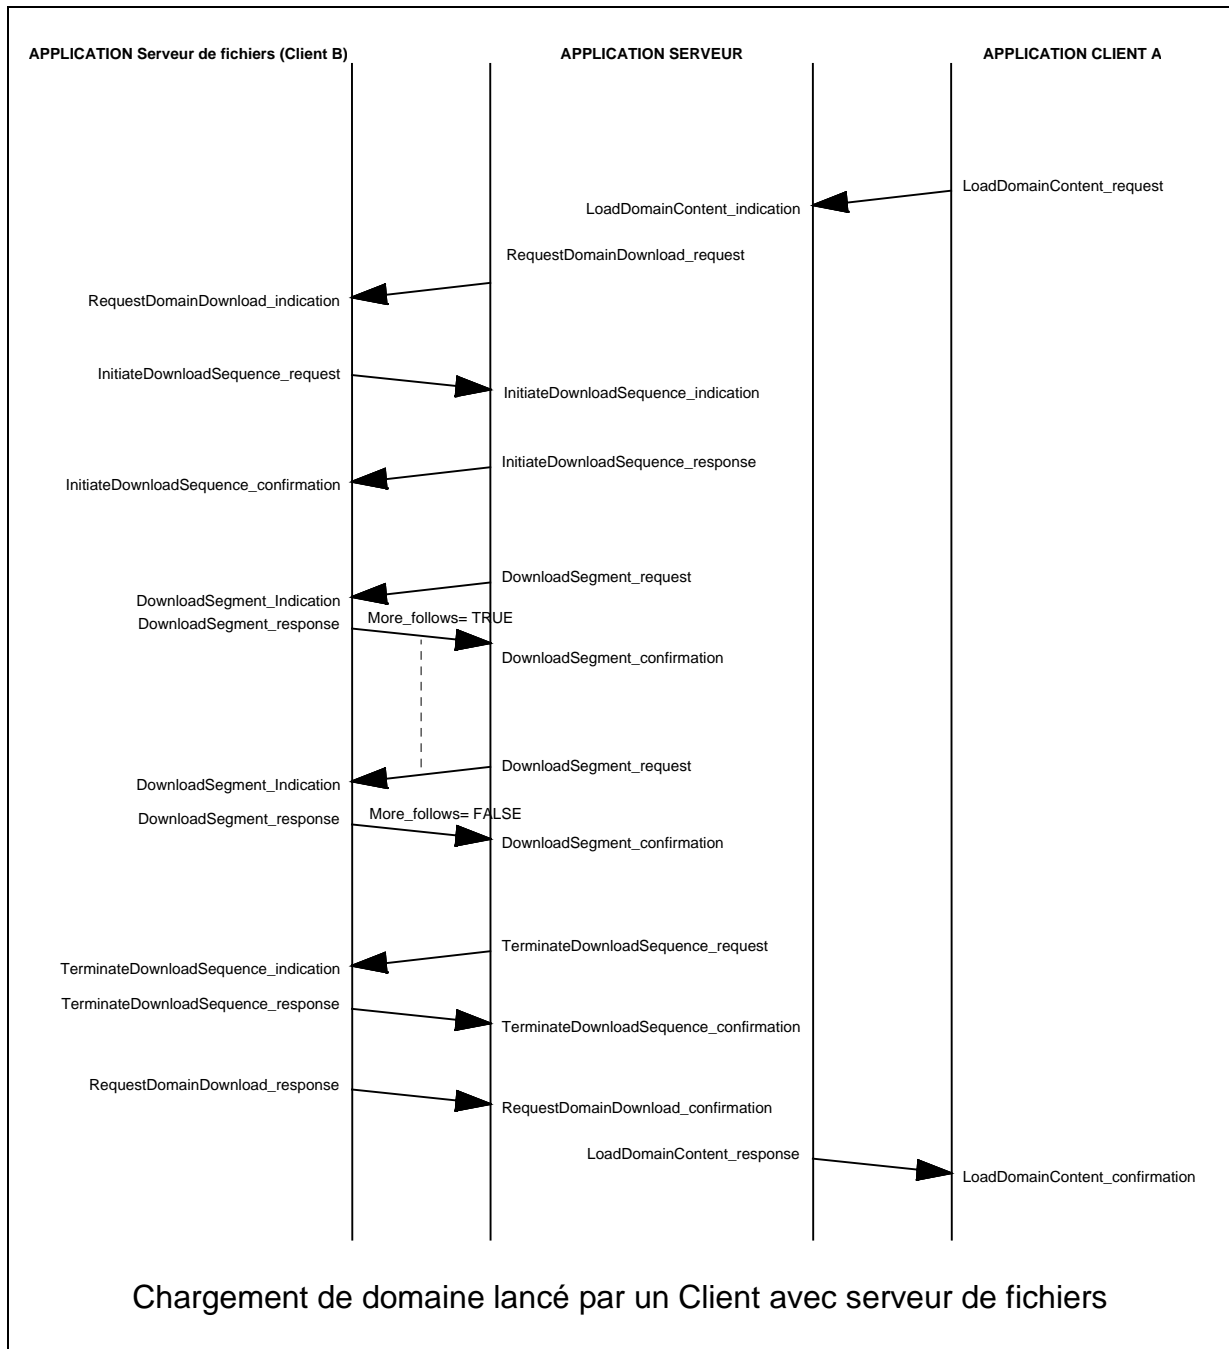 APPLICATION Serveur de fichiers (Client B)
APPLICATION SERVEUR
APPLICATION CLIENT A
LoadDomainContent_request
LoadDomainContent_indication
RequestDomainDownload_request
RequestDomainDownload_indication
InitiateDownloadSequence_request
InitiateDownloadSequence_indication
InitiateDownloadSequence_response
InitiateDownloadSequence_confirmation
DownloadSegment_request
DownloadSegment_Indication
More_follows= TRUE
DownloadSegment_response
DownloadSegment_confirmation
DownloadSegment_request
DownloadSegment_Indication
More_follows= FALSE
DownloadSegment_response
DownloadSegment_confirmation
TerminateDownloadSequence_request
TerminateDownloadSequence_indication
TerminateDownloadSequence_response
TerminateDownloadSequence_confirmation
RequestDomainDownload_response
RequestDomainDownload_confirmation
LoadDomainContent_response
LoadDomainContent_confirmation
Chargement de domaine lancé par un Client avec serveur de fichiers